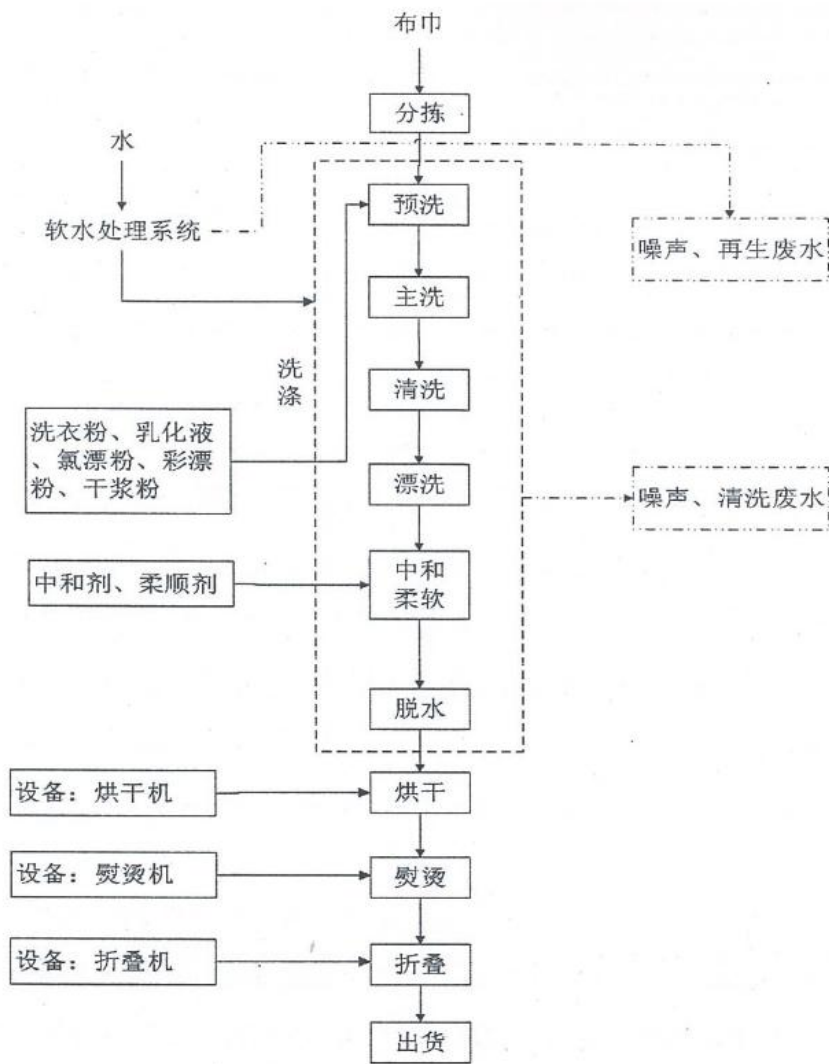 布巾
分拣
水
预洗
软水处理系统
噪声、再生废水
主洗
洗
涤
清洗
洗衣粉、乳化液
、氯漂粉、彩漂
粉、干浆粉
漂洗
噪声、清洗废水
中和剂、柔顺剂
中和
柔软
脱水
设备：烘干机
烘干
设备：熨烫机
熨烫
设备：折叠机
折叠
出货